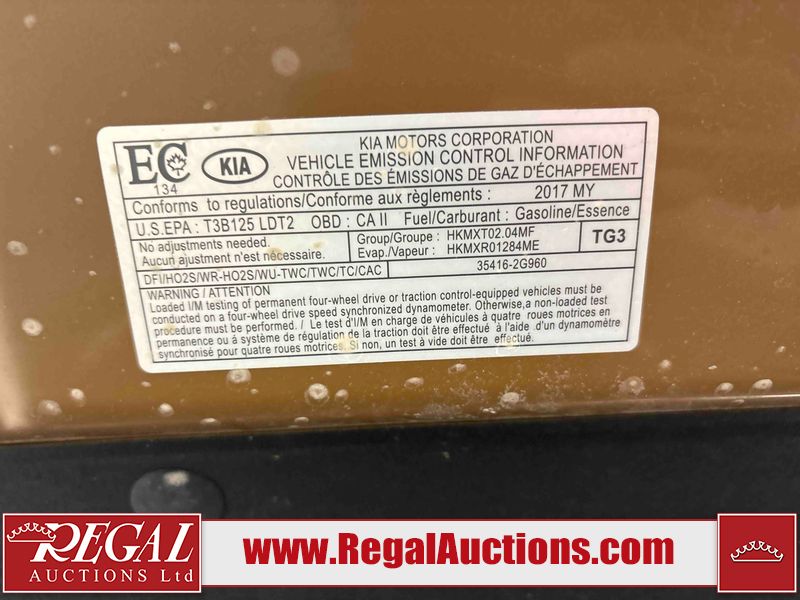 EC
134
KIA
KIA MOTORS CORPORATION
VEHICLE EMISSION CONTROL INFORMATION
CONTRÔLE DES ÉMISSIONS DE GAZ D'ÉCHAPPEMENT
Conforms to regulations/Conforme aux règlements : 2017 MY
U.S.EPA : T3B125 LDT2 OBD : CA II Fuel/Carburant : Gasoline/Essence
No adjustments needed.
Aucun ajustement n'est nécessaire.
Group/Groupe : HKMXT02.04MF
Evap./Vapeur : HKMXR01284ME
TG3
DFI/HO2S/WR-HO2S/WU-TWC/TWC/TC/CAC 35416-2G960
WARNING / ATTENTION
Loaded I/M testing of permanent four-wheel drive or traction control-equipped vehicles must be
conducted on a four-wheel drive speed synchronized dynamometer. Otherwise,a non-loaded test
procedure must be performed. / Le test d'I/M en charge de véhicules à quatre roues motrices en
permanence ou à système de régulation de la traction doit être effectué à l'aide d'un dynamomètre
synchronisé pour quatre roues motrices. Si non, un test à vide doit être effectué.
REGAL
AUCTIONS Ltd
www.RegalAuctions.com